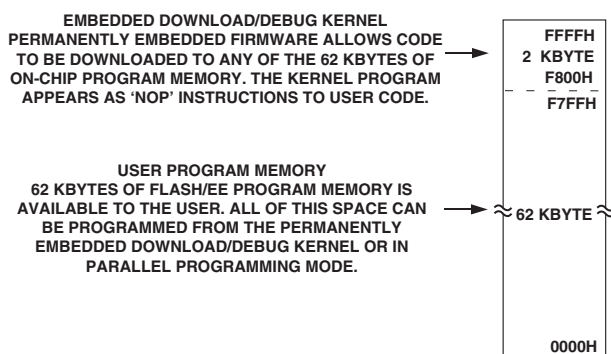 EMBEDDED DOWNLOAD/DEBUG KERNEL
PERMANENTLY EMBEDDED FIRMWARE ALLOWS CODE
TO BE DOWNLOADED TO ANY OF THE 62 KBYTES OF
ON-CHIP PROGRAM MEMORY. THE KERNEL PROGRAM
APPEARS AS ‘NOP’ INSTRUCTIONS TO USER CODE.
FFFFH
2 KBYTE
F800H
F7FFH
USER PROGRAM MEMORY
62 KBYTES OF FLASH/EE PROGRAM MEMORY IS
AVAILABLE TO THE USER. ALL OF THIS SPACE CAN
BE PROGRAMMED FROM THE PERMANENTLY
EMBEDDED DOWNLOAD/DEBUG KERNEL OR IN
PARALLEL PROGRAMMING MODE.
62 KBYTE
0000H